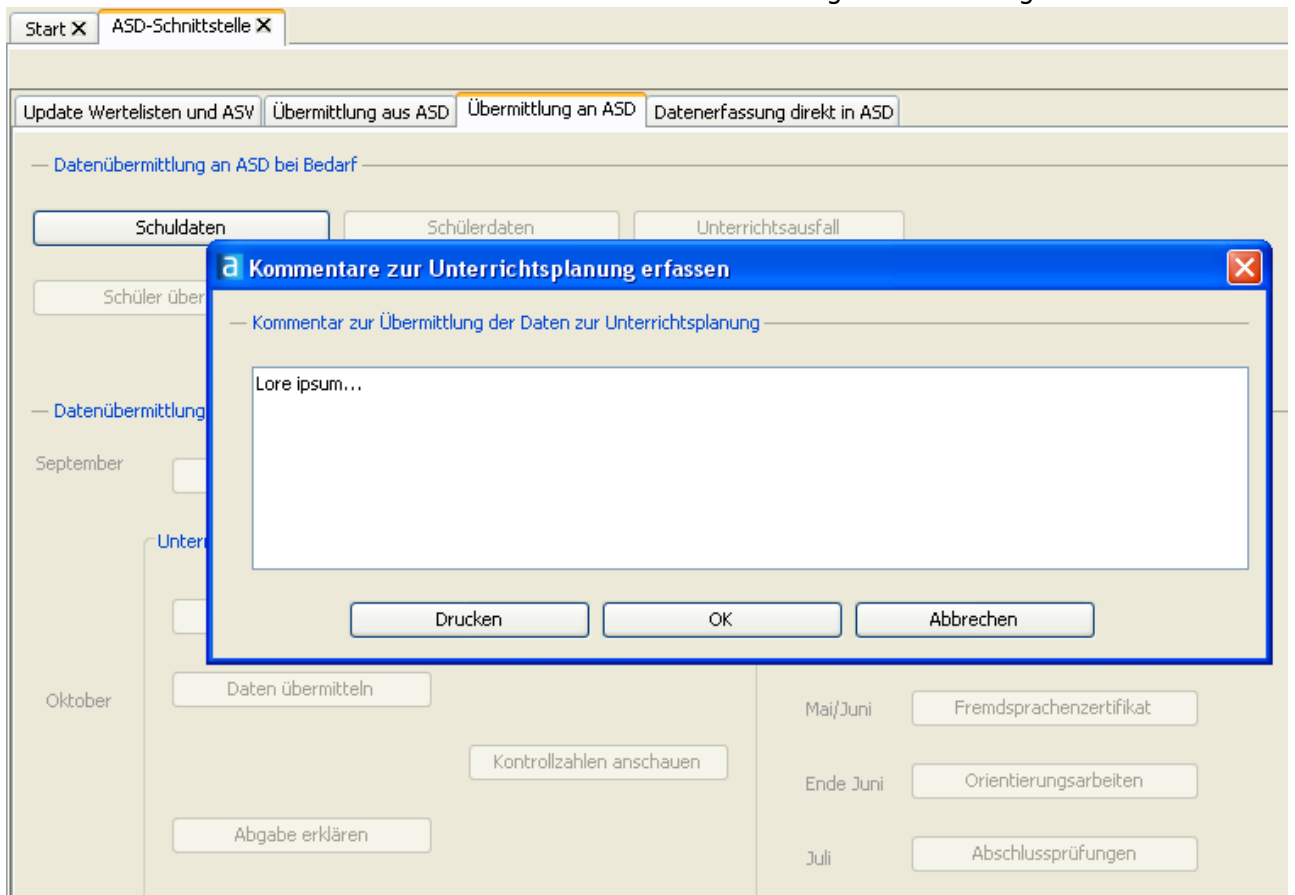 Start
ASD-Schnittstelle
Update Wertelisten und ASV
Übermittlung aus ASD
Übermittlung an ASD
Datenerfassung direkt in ASD
Datenübermittlung an ASD bei Bedarf
Schuldaten
Schülerdaten
Unterrichtsausfall
a Kommentare zur Unterrichtsplanung erfassen
Schüler über
Kommentar zur Übermittlung der Daten zur Unterrichtsplanung
Lore ipsum...
Datenübermittlung
September
Unterr
Drucken
OK
Abbrechen
Oktober
Daten übermitteln
Mai/Juni
Fremdsprachenzertifikat
Kontrollzahlen anschauen
Ende Juni
Orientierungsarbeiten
Abgabe erklären
Juli
Abschlussprüfungen